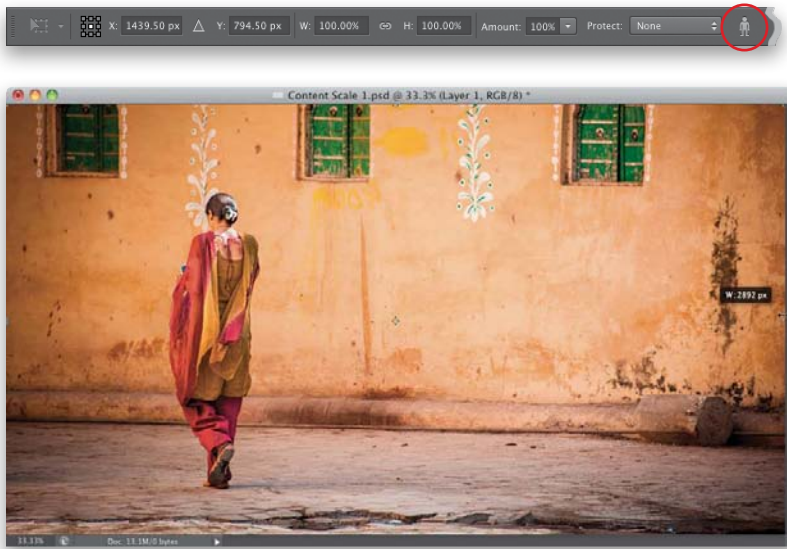 X: 1439.50 px Y: 794.50 px W: 100.00% H: 100.00% Amount: 100% Protect: None
Content Scale 1.psd @ 33.3% (Layer 1, RGB/8) *
W: 2892 px
33.33% Doc: 13.1M/0 bytes